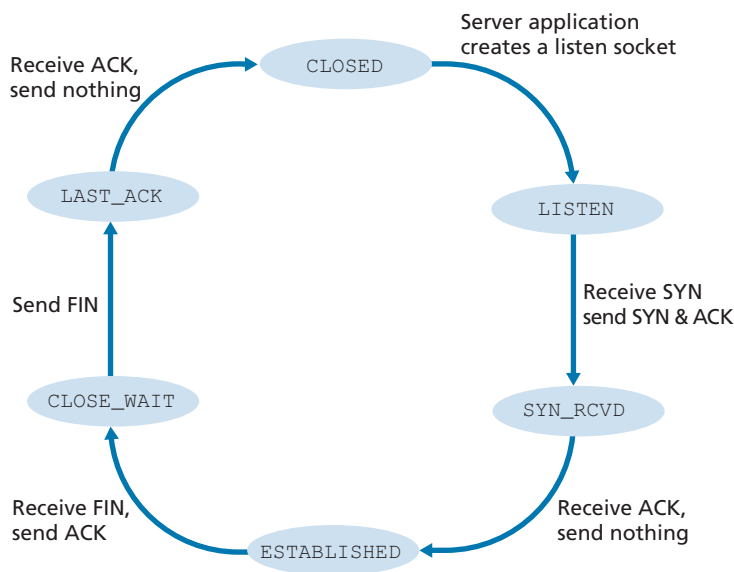 Server application
creates a listen socket
CLOSED
Receive ACK,
send nothing
LAST_ACK
LISTEN
Send FIN
Receive SYN
send SYN & ACK
CLOSE_WAIT
SYN_RCVD
Receive FIN,
send ACK
Receive ACK,
send nothing
ESTABLISHED